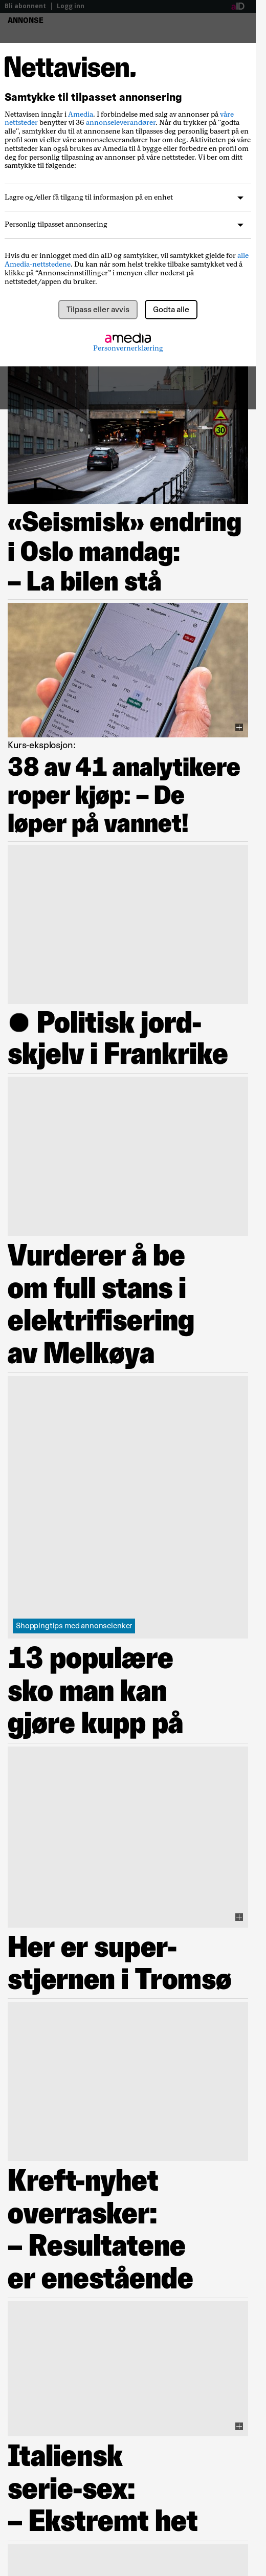 Bli abonnent | Logg inn
aID
ANNONSE
Nettavisen.
Samtykke til tilpasset annonsering
Nettavisen inngår i Amedia. I forbindelse med salg av annonser på våre
nettsteder benytter vi 36 annonseleverandører. Når du trykker på "godta
alle", samtykker du til at annonsene kan tilpasses deg personlig basert på en
profil som vi eller våre annonseleverandører har om deg. Aktiviteten på våre
nettsteder kan også brukes av Amedia til å bygge eller forbedre en profil om
deg for personlig tilpasning av annonser på våre nettsteder. Vi ber om ditt
samtykke til følgende:
Lagre og/eller få tilgang til informasjon på en enhet
Personlig tilpasset annonsering
Hvis du er innlogget med din aID og samtykker, vil samtykket gjelde for alle
Amedia-nettstedene. Du kan når som helst trekke tilbake samtykket ved å
klikke på “Annonseinnstillinger” i menyen eller nederst på
nettstedet/appen du bruker.
Tilpass eller avvis
Godta alle
amedia
Personvernerklæring
30
«Seismisk» endring
i Oslo mandag:
– La bilen stå
Kurs-eksplosjon:
38 av 41 analytikere
roper kjøp: – De
løper på vannet!
● Politisk jord-
skjelv i Frankrike
Vurderer å be
om full stans i
elektrifisering
av Melkøya
Shoppingtips med annonselenker
13 populære
sko man kan
gjøre kupp på
Her er super-
stjernen i Tromsø
Kreft-nyhet
overrasker:
– Resultatene
er enestående
Italiensk
serie-sex:
– Ekstremt het